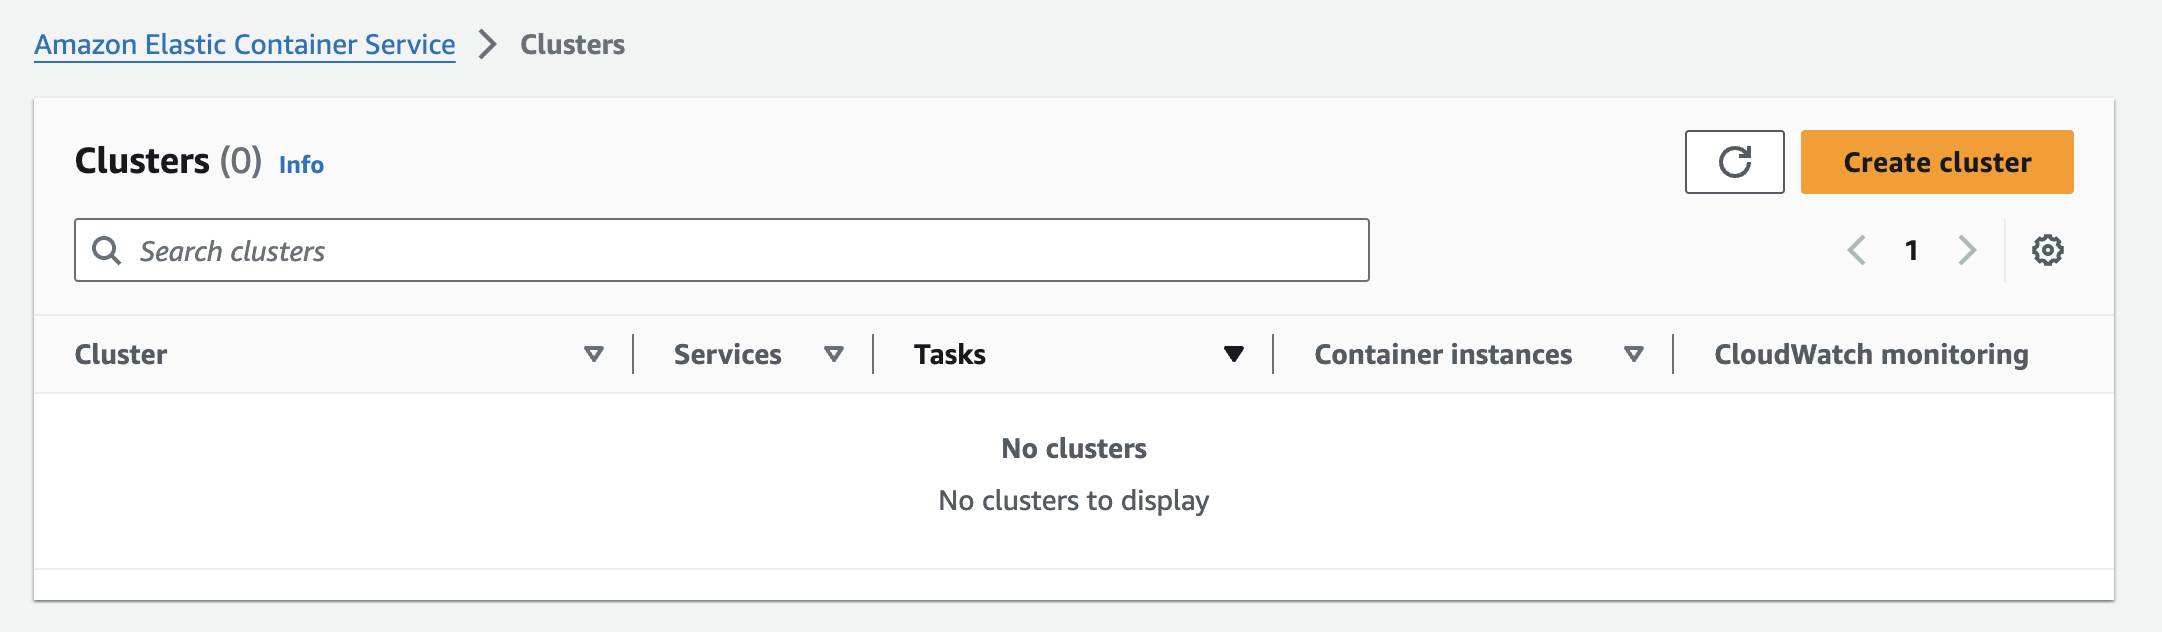 Amazon Elastic Container Service > Clusters
Clusters (0) Info
Create cluster
Search clusters
1
Cluster Services Tasks Container instances CloudWatch monitoring
No clusters
No clusters to display